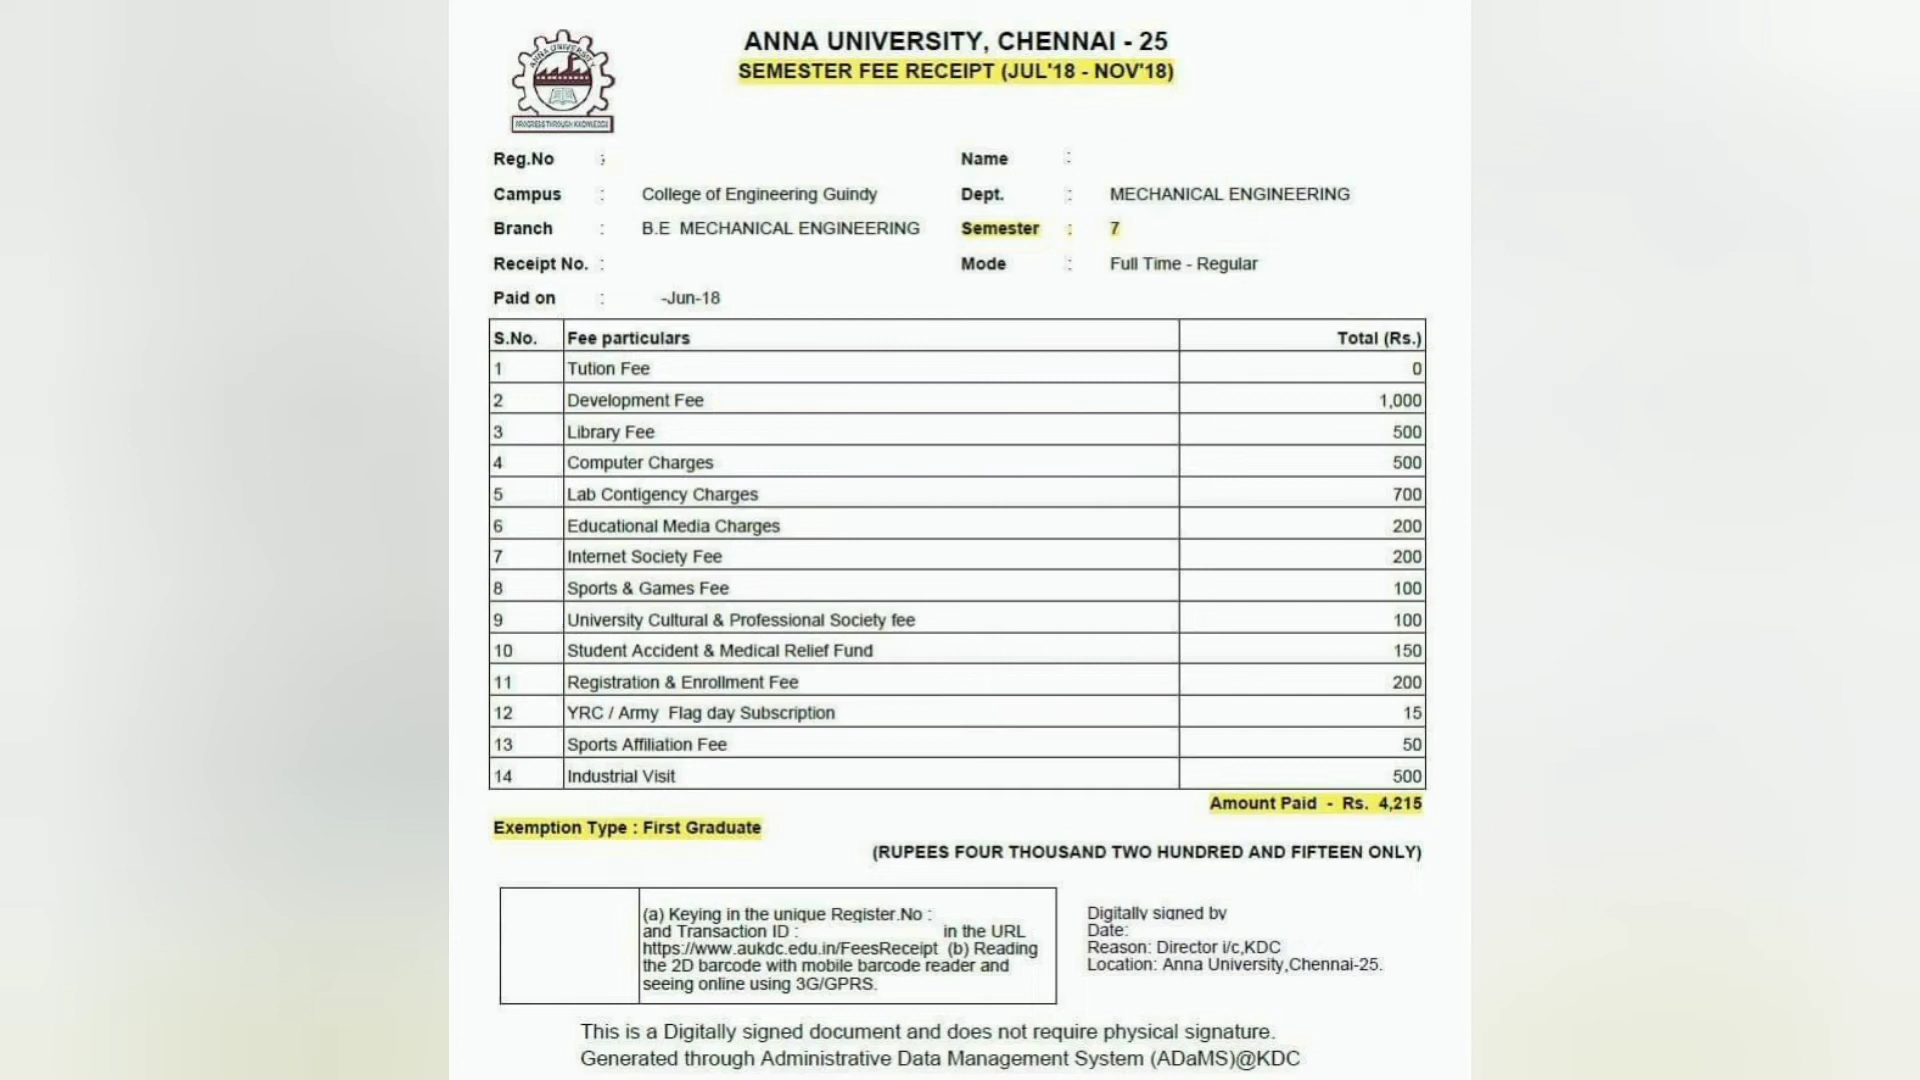 ANNA UNIVERSITY
PROGRESS THROUGH KNOWLEDGE
ANNA UNIVERSITY, CHENNAI - 25
SEMESTER FEE RECEIPT (JUL'18 - NOV'18)
Reg.No : Name :
Campus : College of Engineering Guindy Dept. : MECHANICAL ENGINEERING
Branch : B.E MECHANICAL ENGINEERING Semester : 7
Receipt No. : Mode : Full Time - Regular
Paid on : -Jun-18
S.No. Fee particulars Total (Rs.)
1 Tution Fee 0
2 Development Fee 1,000
3 Library Fee 500
4 Computer Charges 500
5 Lab Contigency Charges 700
6 Educational Media Charges 200
7 Internet Society Fee 200
8 Sports & Games Fee 100
9 University Cultural & Professional Society fee 100
10 Student Accident & Medical Relief Fund 150
11 Registration & Enrollment Fee 200
12 YRC / Army Flag day Subscription 15
13 Sports Affiliation Fee 50
14 Industrial Visit 500
Amount Paid - Rs. 4,215
Exemption Type : First Graduate
(RUPEES FOUR THOUSAND TWO HUNDRED AND FIFTEEN ONLY)
(a) Keying in the unique Register.No :
and Transaction ID : in the URL
https://www.aukdc.edu.in/FeesReceipt (b) Reading
the 2D barcode with mobile barcode reader and
seeing online using 3G/GPRS.
Digitally signed by
Date:
Reason: Director i/c,KDC
Location: Anna University,Chennai-25.
This is a Digitally signed document and does not require physical signature.
Generated through Administrative Data Management System (ADaMS)@KDC